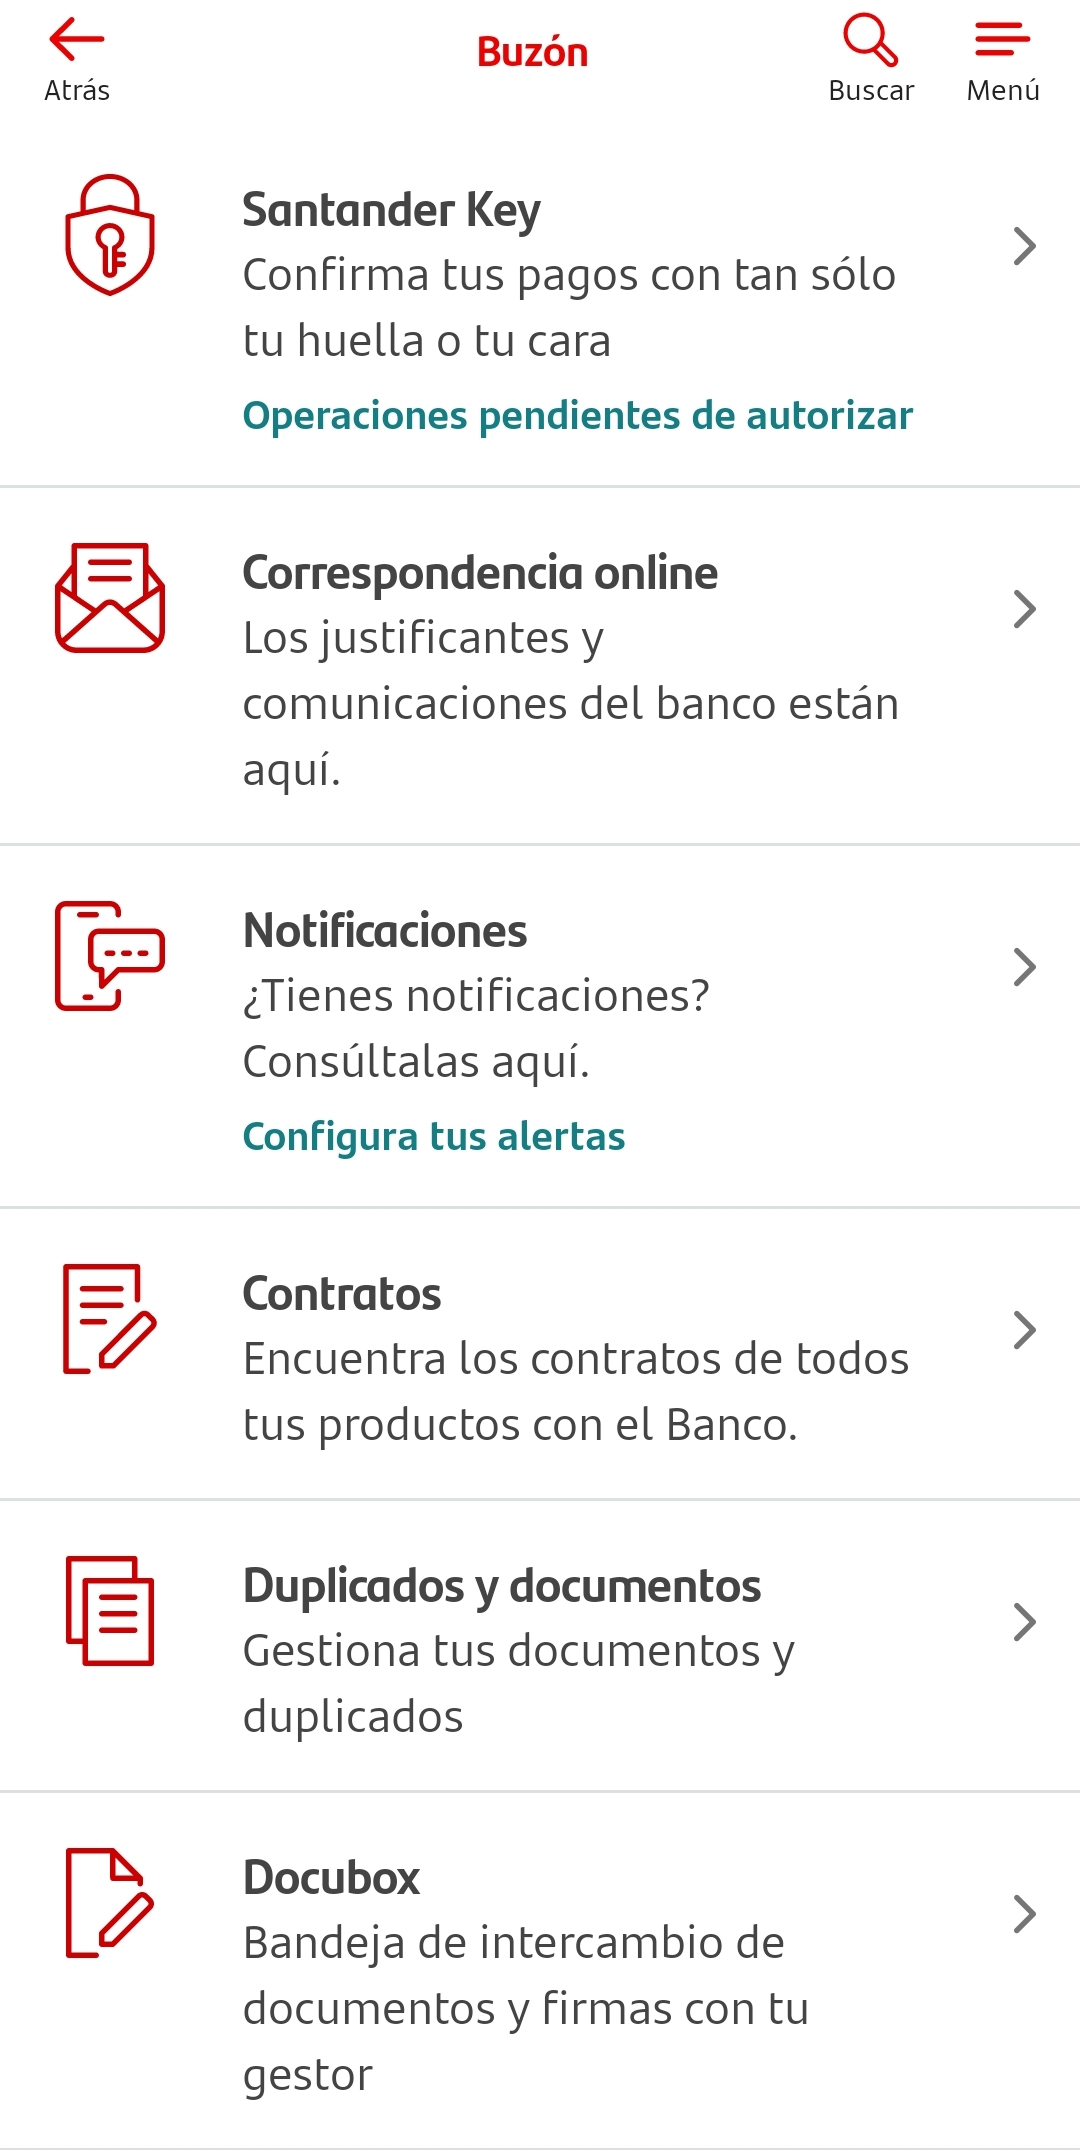 Buzón
Atrás
Buscar
Menú
Santander Key
Confirma tus pagos con tan sólo
tu huella o tu cara
Operaciones pendientes de autorizar
Correspondencia online
Los justificantes y
comunicaciones del banco están
aquí.
Notificaciones
¿Tienes notificaciones?
Consúltalas aquí.
Configura tus alertas
Contratos
Encuentra los contratos de todos
tus productos con el Banco.
Duplicados y documentos
Gestiona tus documentos y
duplicados
Docubox
Bandeja de intercambio de
documentos y firmas con tu
gestor